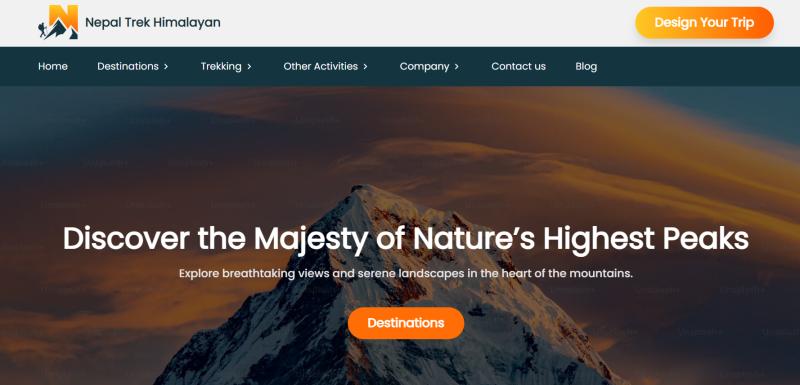 N
Nepal Trek Himalayan
Design Your Trip
Home
Destinations
Trekking
Other Activities
Company
Contact us
Blog
Discover the Majesty of Nature's Highest Peaks
Explore breathtaking views and serene landscapes in the heart of the mountains.
Destinations